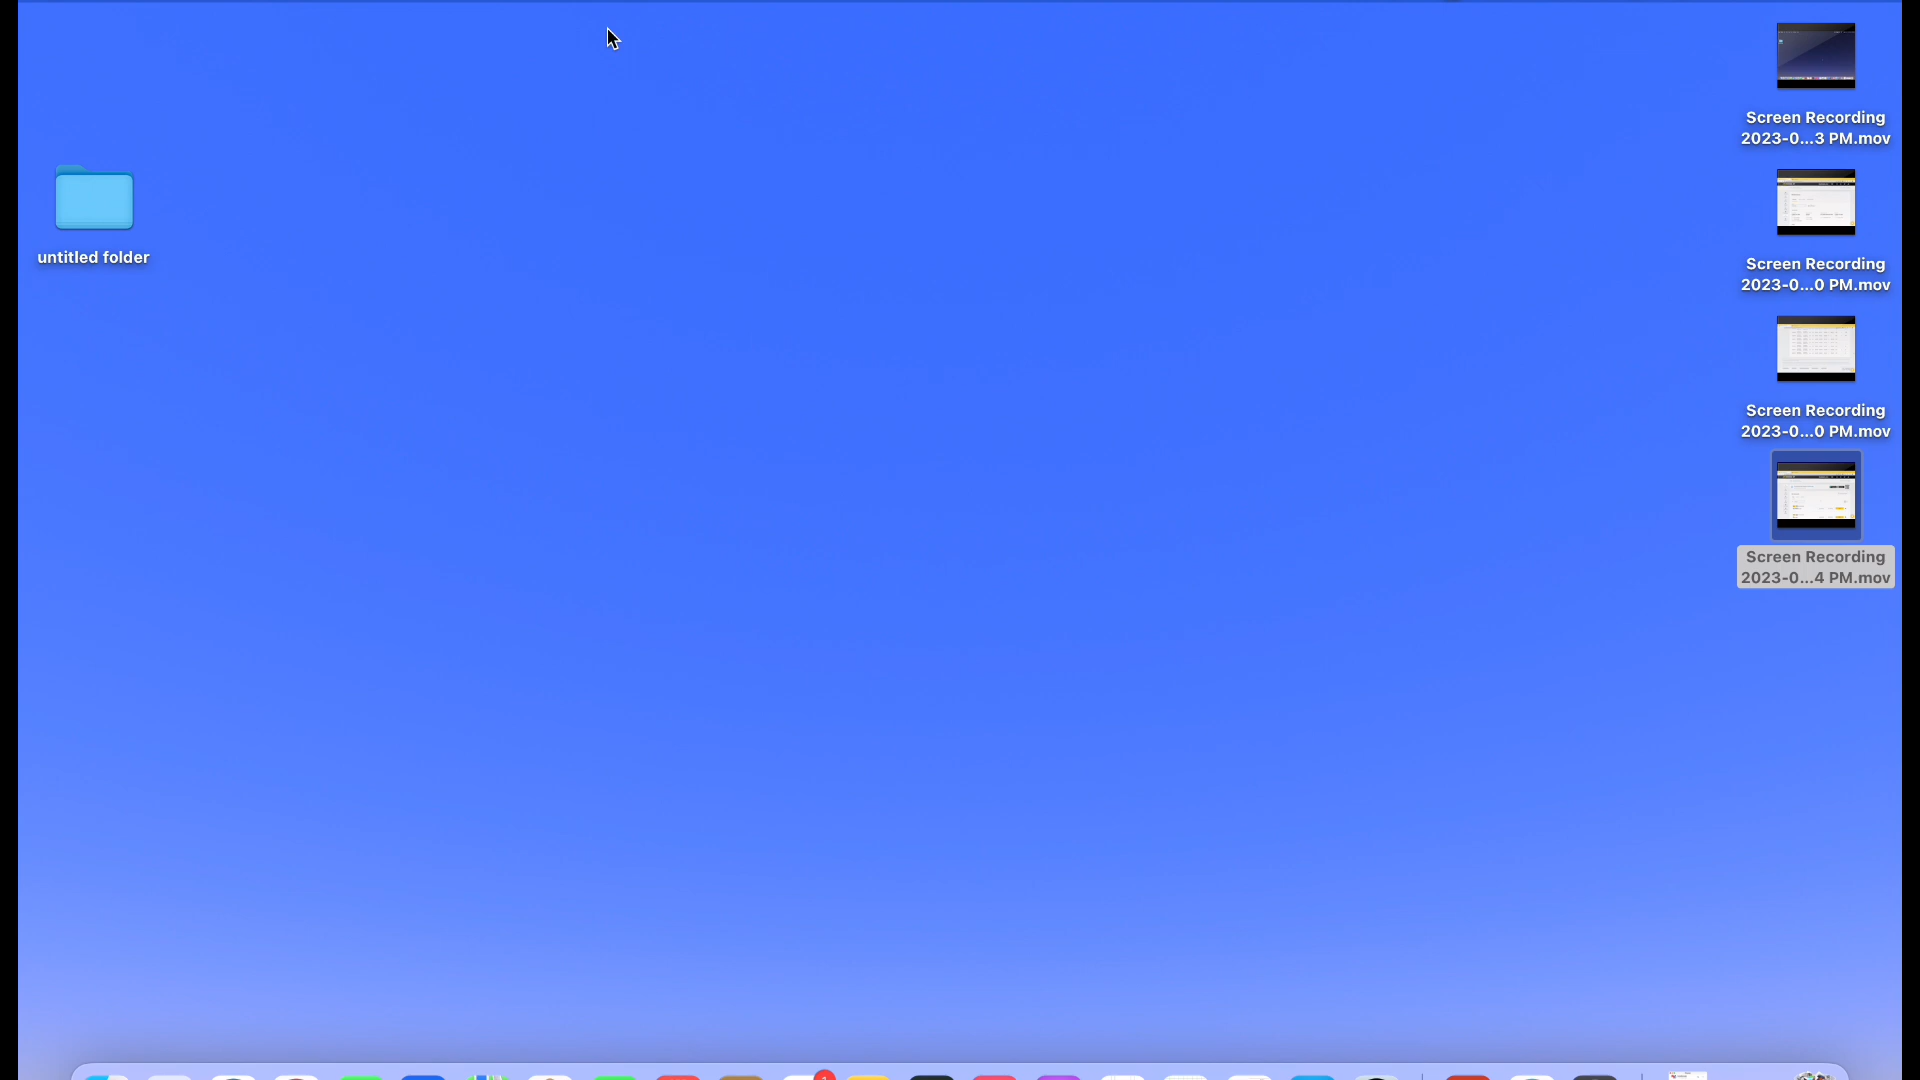 Screen Recording
2023-0...3 PM.mov
untitled folder
Screen Recording
2023-0...0 PM.mov
Screen Recording
2023-0...0 PM.mov
Screen Recording
2023-0...4 PM.mov